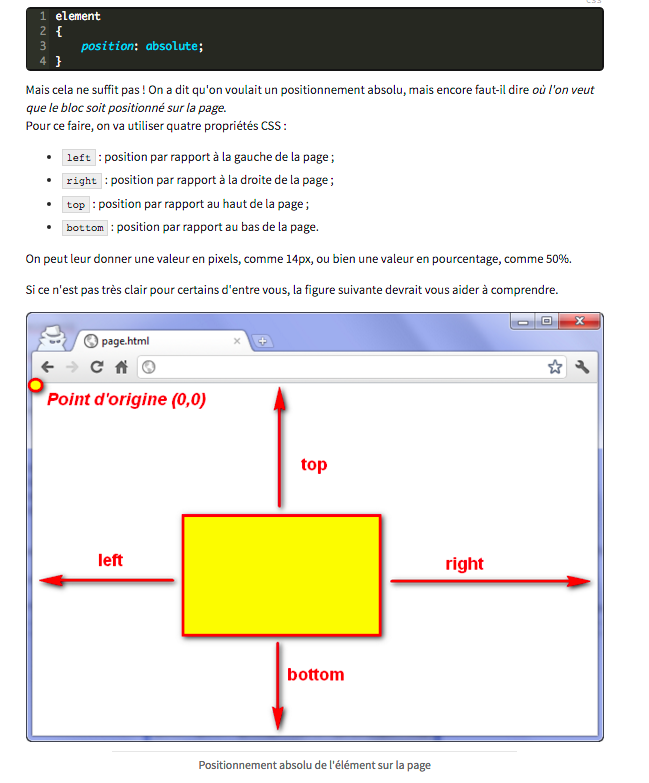 CSS
1 element
2 {
3 position: absolute;
4 }
Mais cela ne suffit pas ! On a dit qu'on voulait un positionnement absolu, mais encore faut-il dire où l'on veut
que le bloc soit positionné sur la page.
Pour ce faire, on va utiliser quatre propriétés CSS :
• left : position par rapport à la gauche de la page ;
• right : position par rapport à la droite de la page ;
• top : position par rapport au haut de la page ;
• bottom : position par rapport au bas de la page.
On peut leur donner une valeur en pixels, comme 14px, ou bien une valeur en pourcentage, comme 50%.
Si ce n'est pas très clair pour certains d'entre vous, la figure suivante devrait vous aider à comprendre.
page.html
Point d'origine (0,0)
top
left
right
bottom
Positionnement absolu de l'élément sur la page